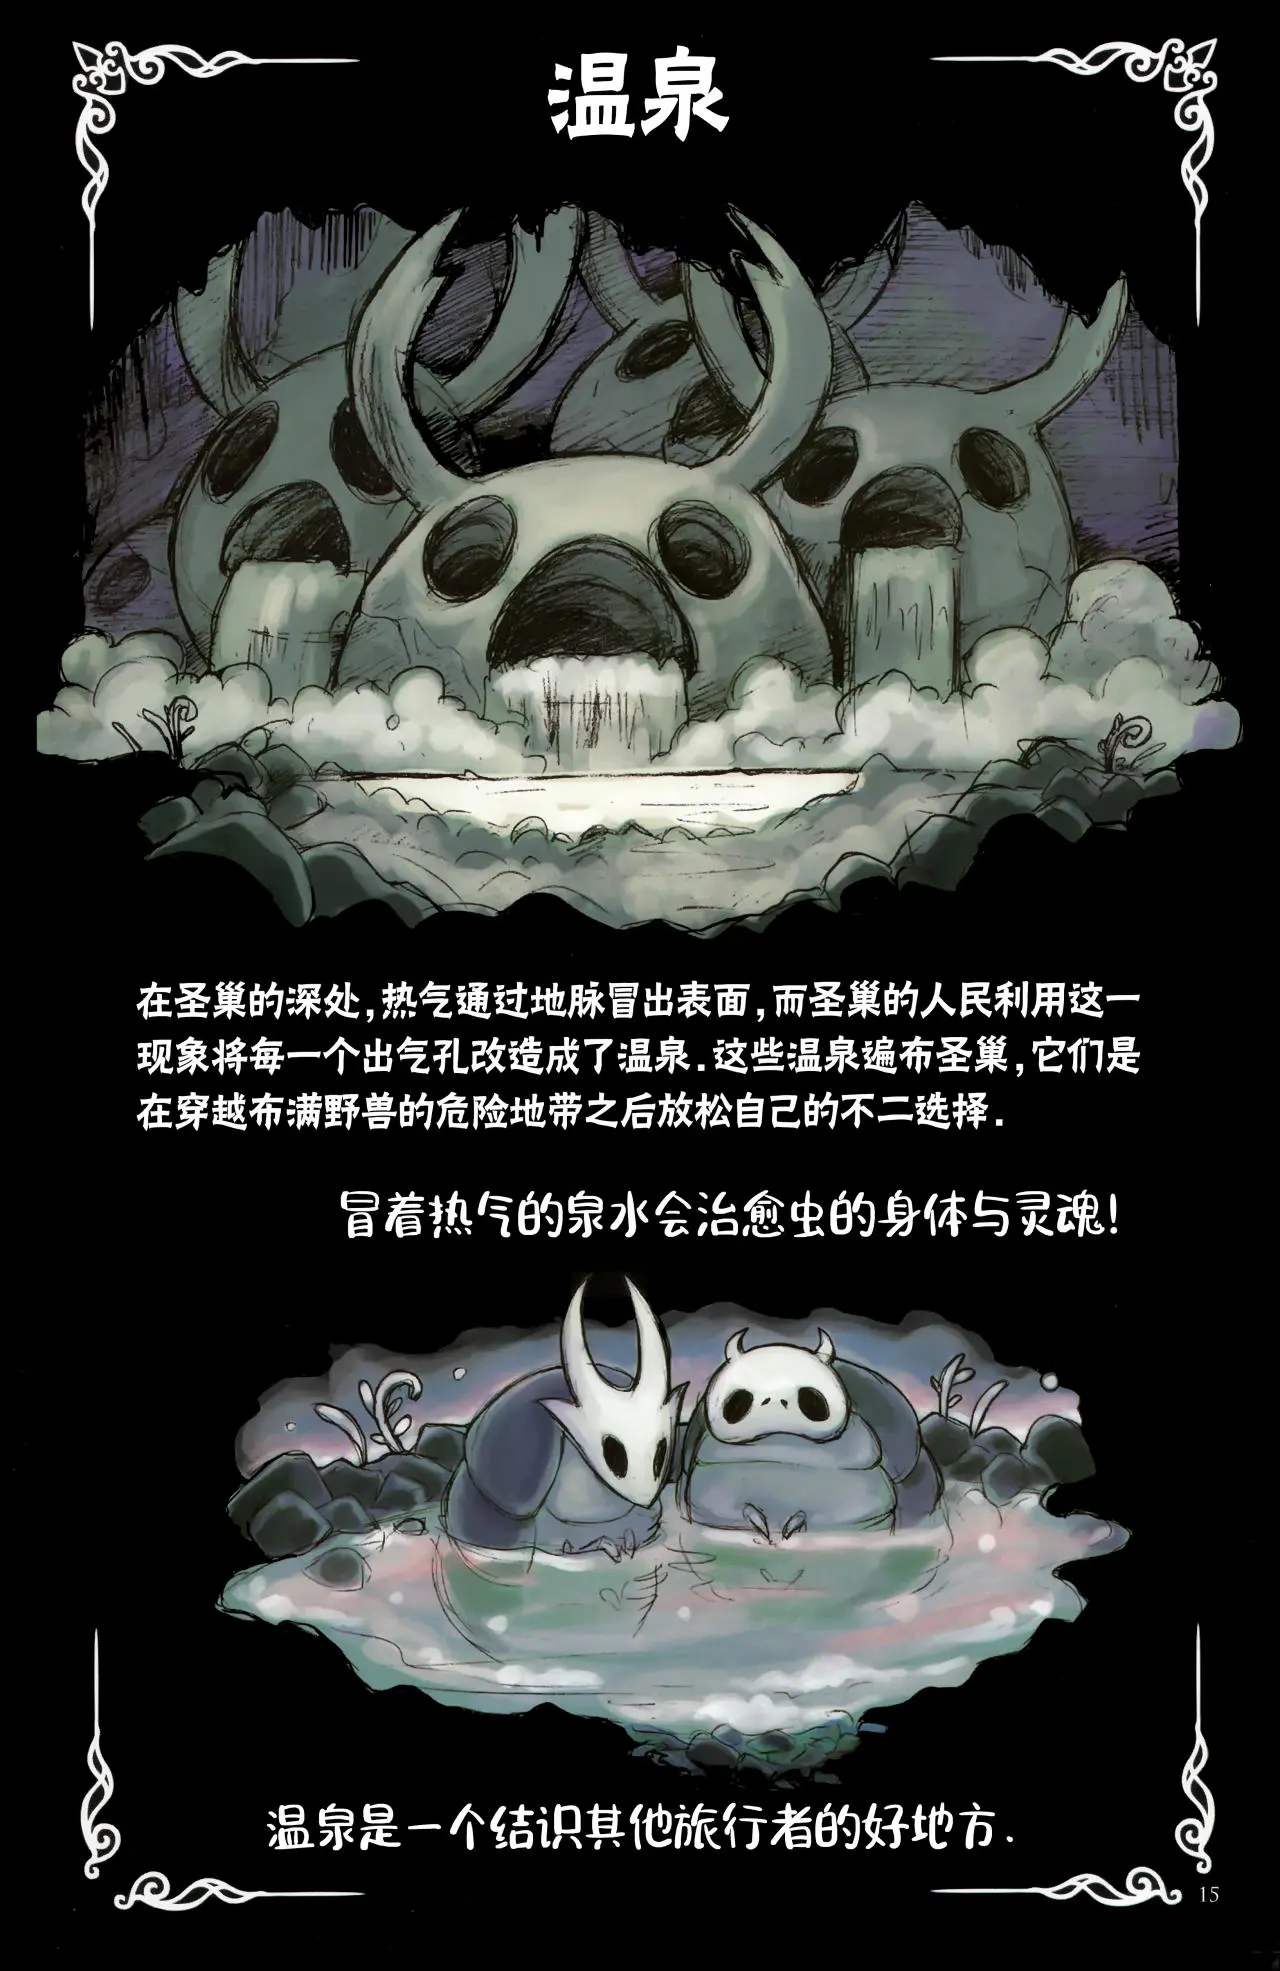 温泉
在圣巢的深处,热气通过地脉冒出表面,而圣巢的人民利用这一
现象将每一个出气孔改造成了温泉.这些温泉遍布圣巢,它们是
在穿越布满野兽的危险地带之后放松自己的不二选择.
冒着热气的泉水会治愈虫的身体与灵魂!
温泉是一个结识其他旅行者的好地方.
15